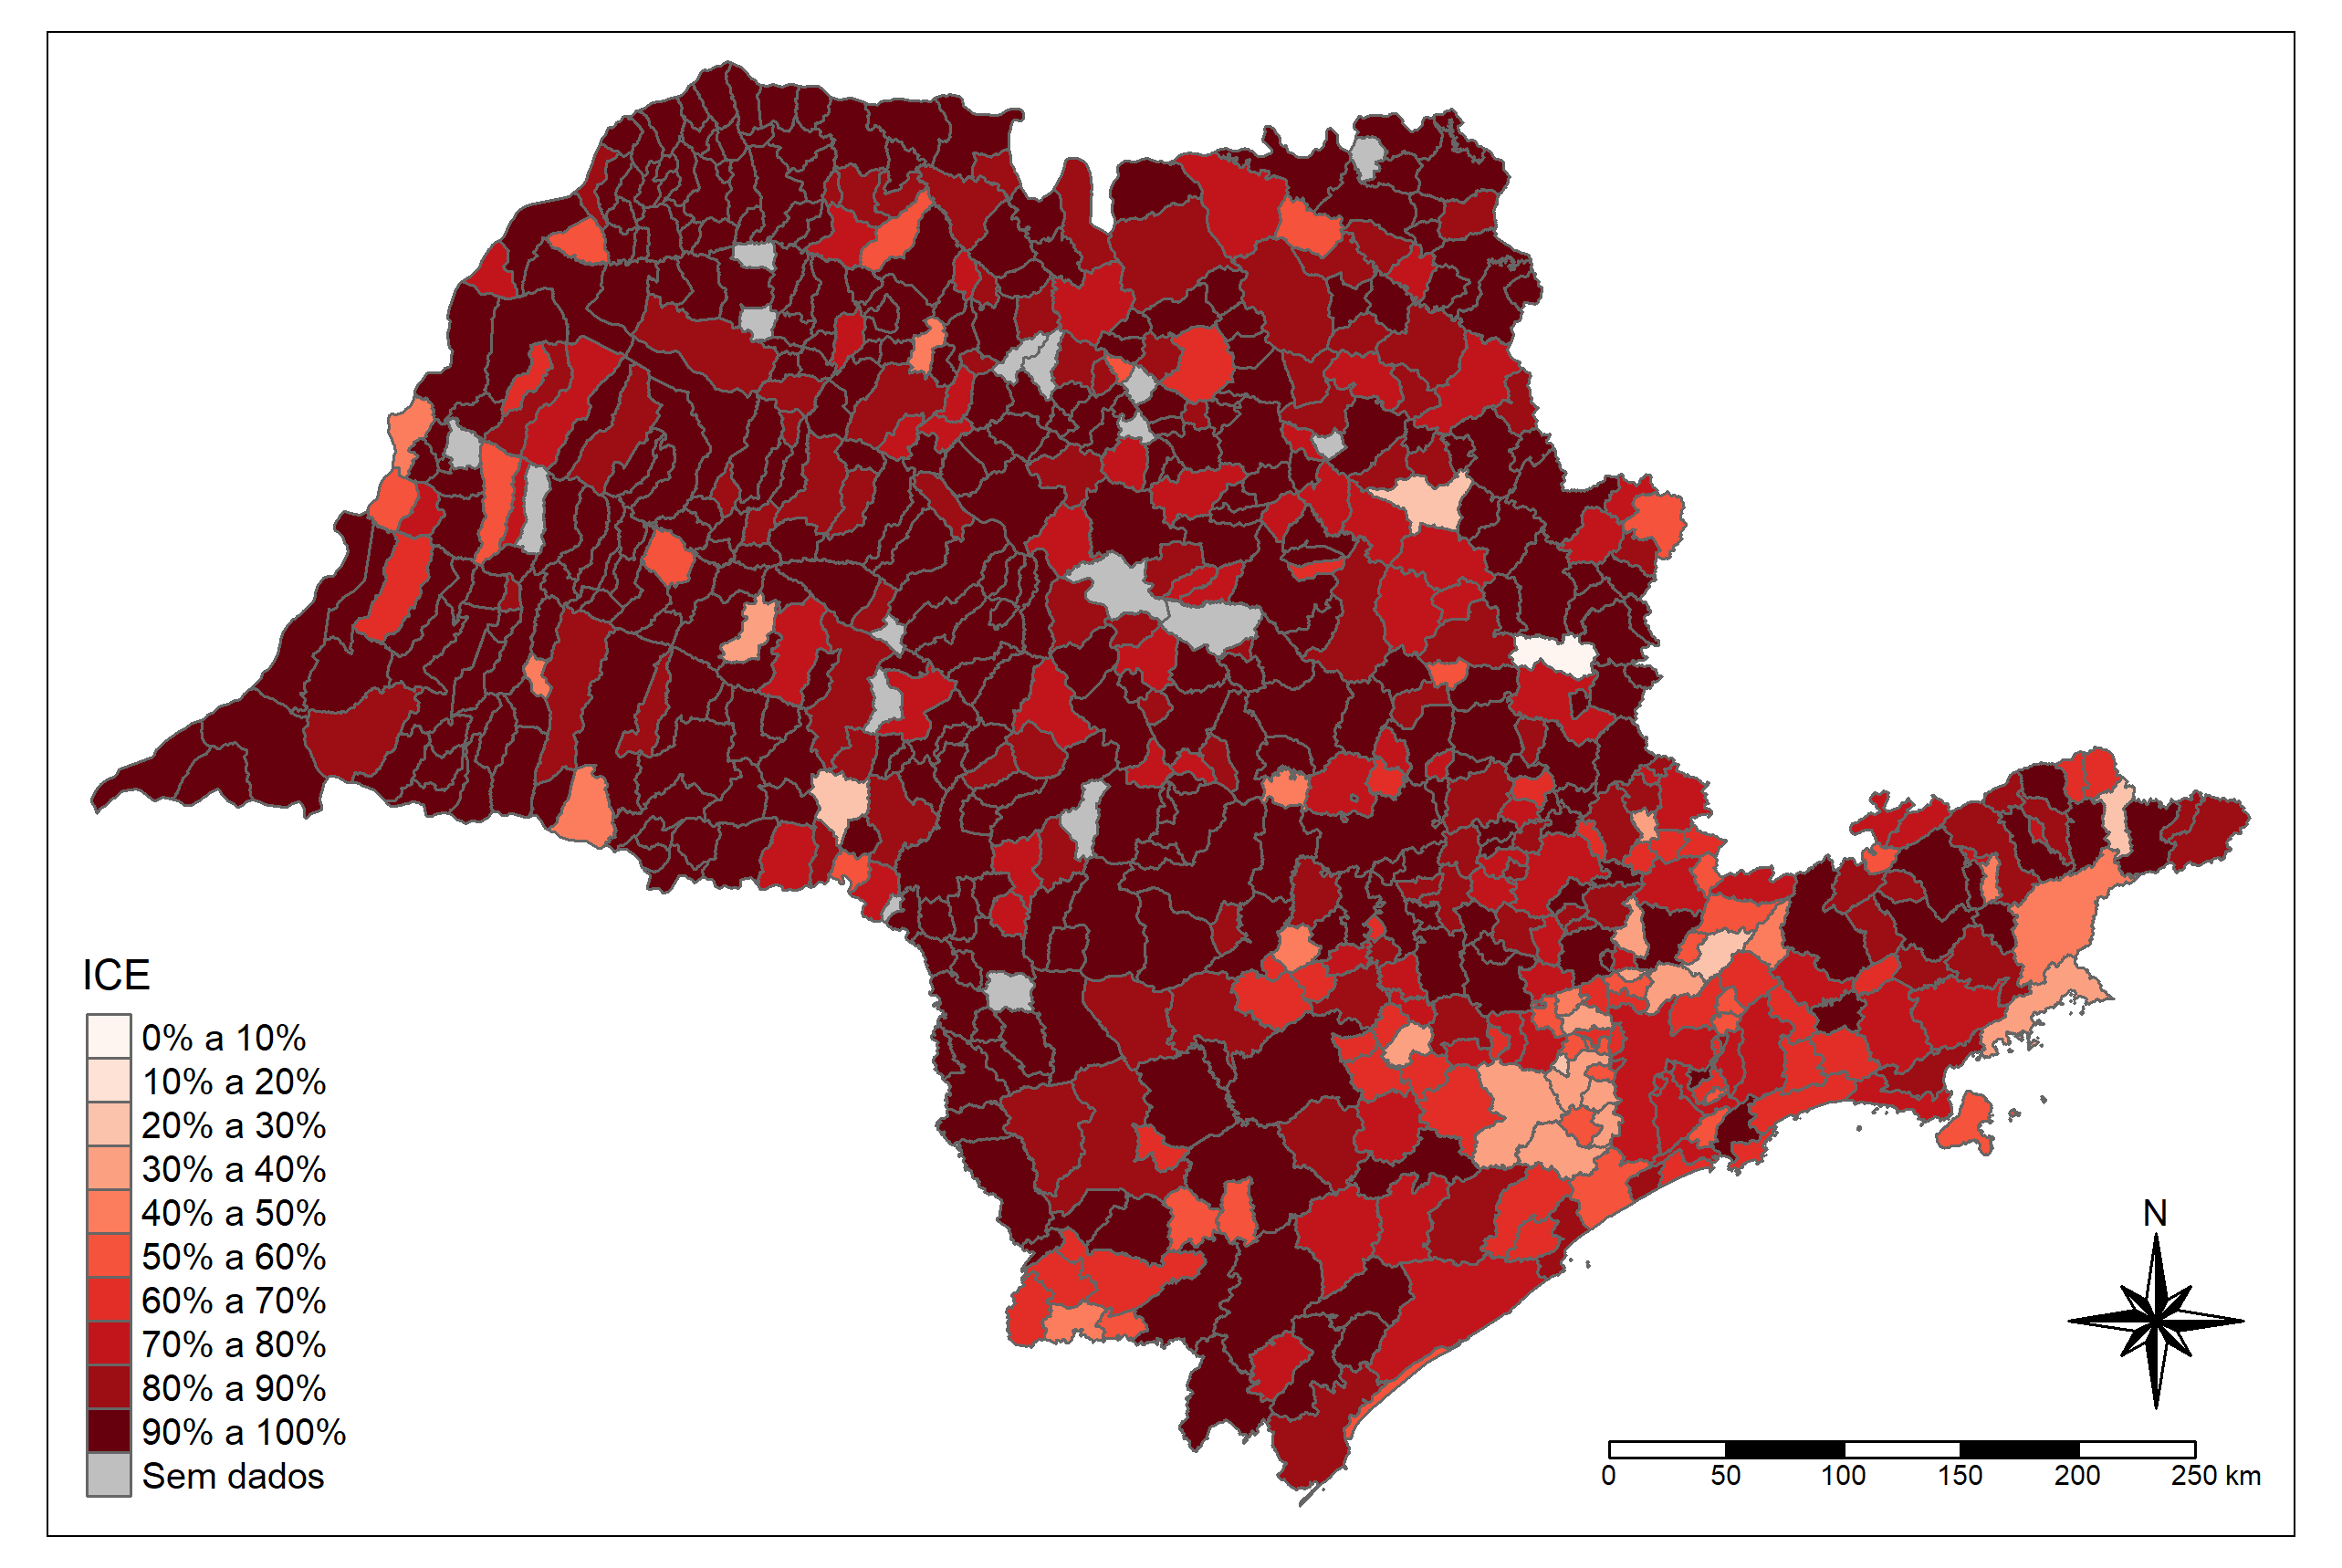 ICE
0% a 10%
10% a 20%
20% a 30%
30% a 40%
40% a 50%
50% a 60%
60% a 70%
70% a 80%
80% a 90%
90% a 100%
Sem dados
N
0 50 100 150 200 250 km